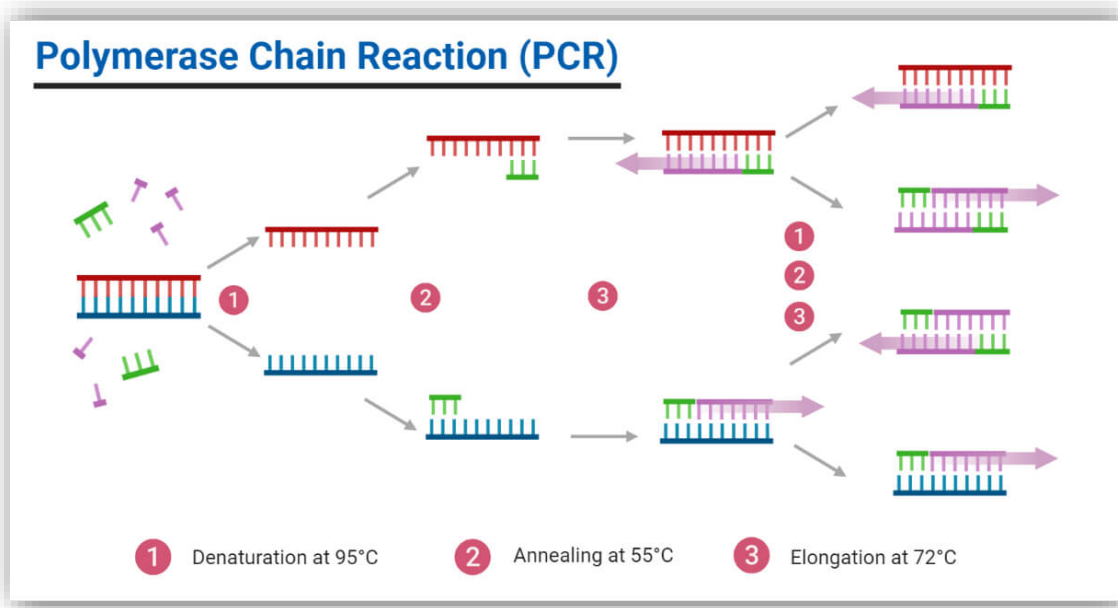 Polymerase Chain Reaction (PCR)
1
2
3
1
2
3
1 Denaturation at 95°C
2 Annealing at 55°C
3 Elongation at 72°C